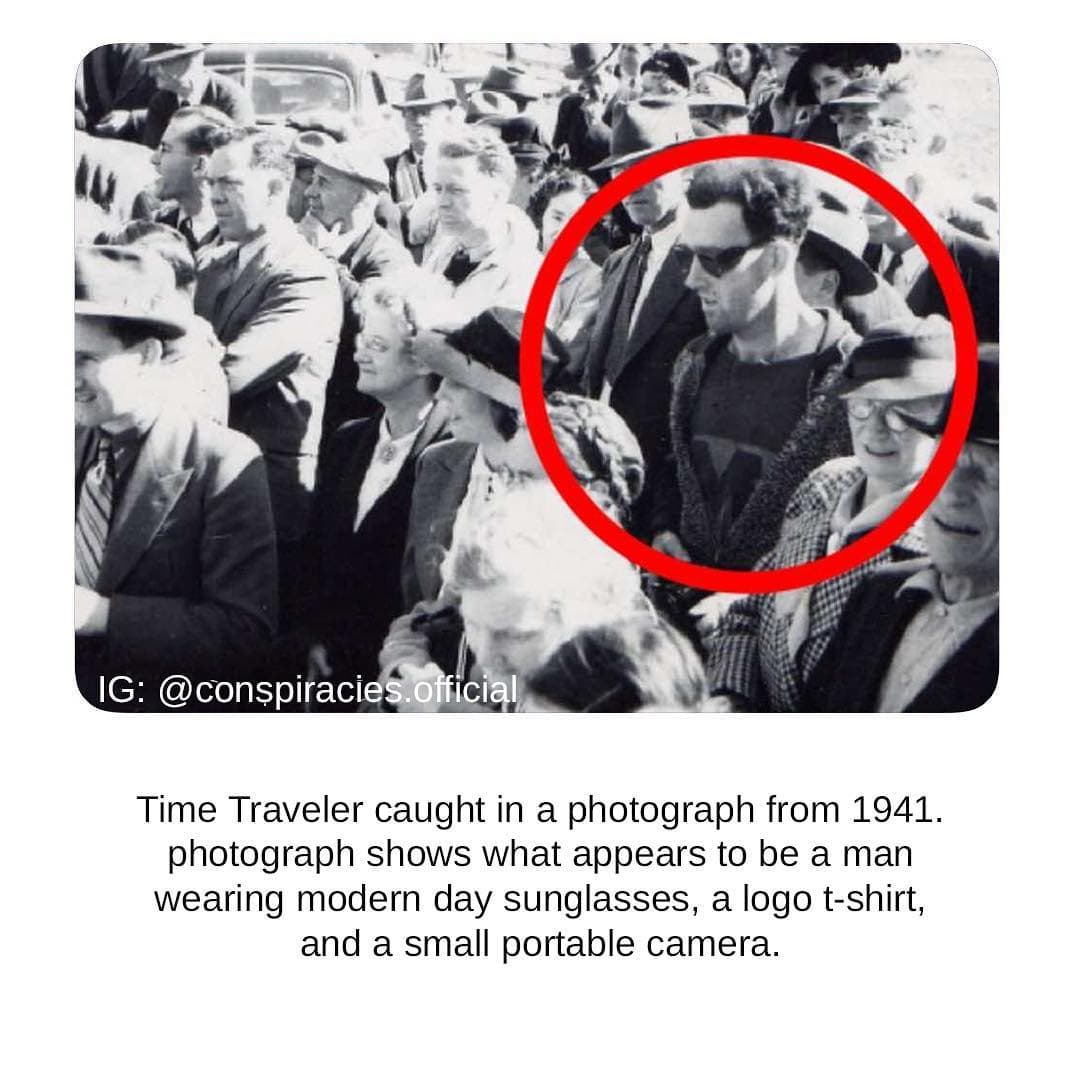 IG: @conspiracies.official
Time Traveler caught in a photograph from 1941.
photograph shows what appears to be a man
wearing modern day sunglasses, a logo t-shirt,
and a small portable camera.